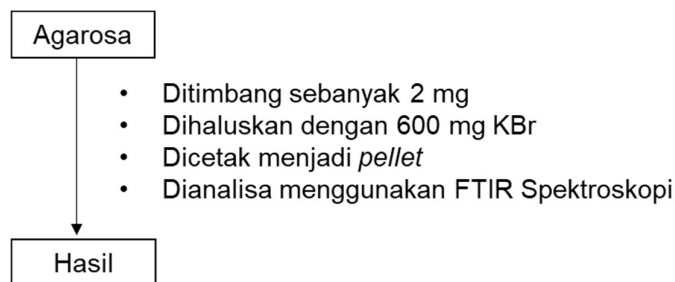 Agarosa
• Ditimbang sebanyak 2 mg
• Dihaluskan dengan 600 mg KBr
• Dicetak menjadi pellet
• Dianalisa menggunakan FTIR Spektroskopi
Hasil